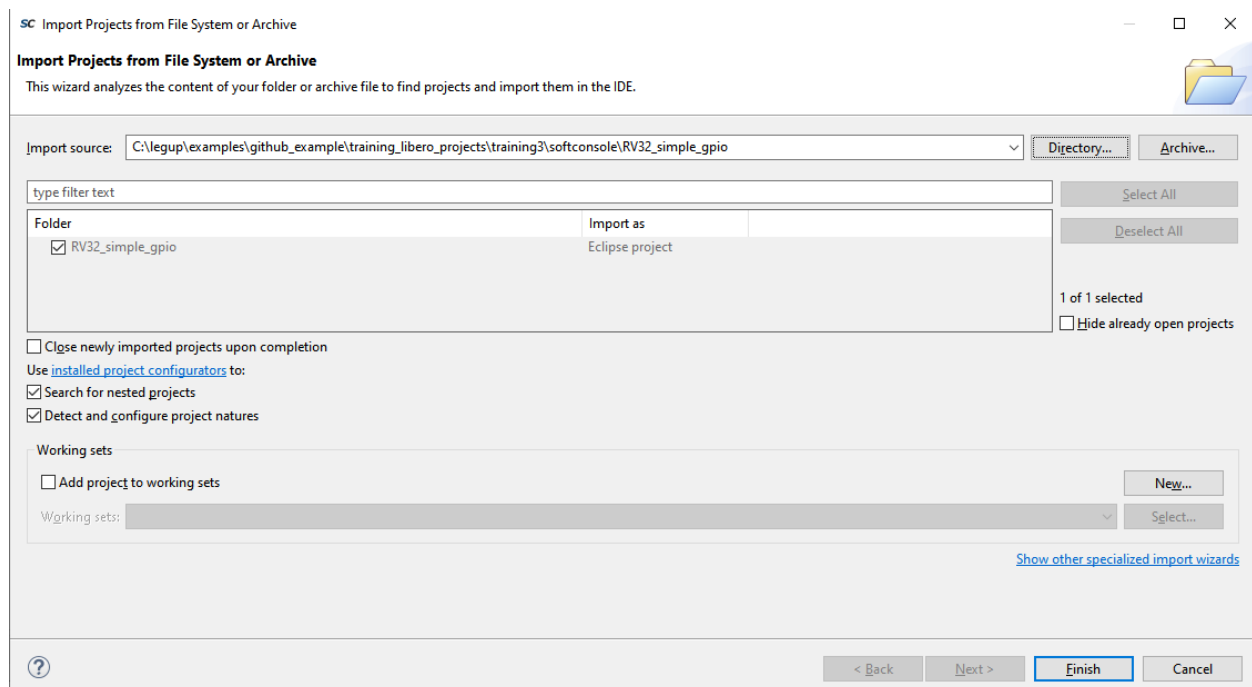 SC Import Projects from File System or Archive
Import Projects from File System or Archive
This wizard analyzes the content of your folder or archive file to find projects and import them in the IDE.
Import source: C:\legup\examples\github_example\training_libero_projects\training3\softconsole\RV32_simple_gpio Directory... Archive...
type filter text Select All
Folder Import as Deselect All
RV32_simple_gpio Eclipse project
1 of 1 selected
Hide already open projects
Close newly imported projects upon completion
Use installed project configurators to:
Search for nested projects
Detect and configure project natures
Working sets
Add project to working sets New...
Working sets: Select...
Show other specialized import wizards
? < Back Next > Finish Cancel